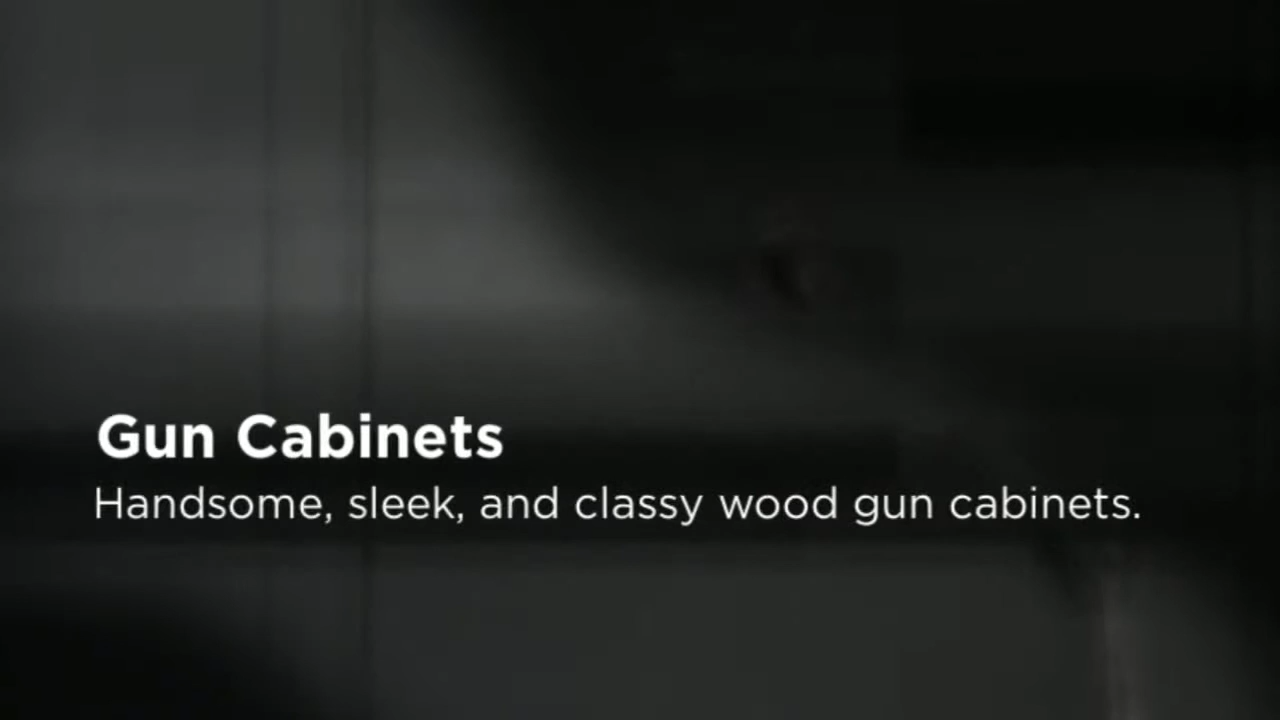 Gun Cabinets
Handsome, sleek, and classy wood gun cabinets.